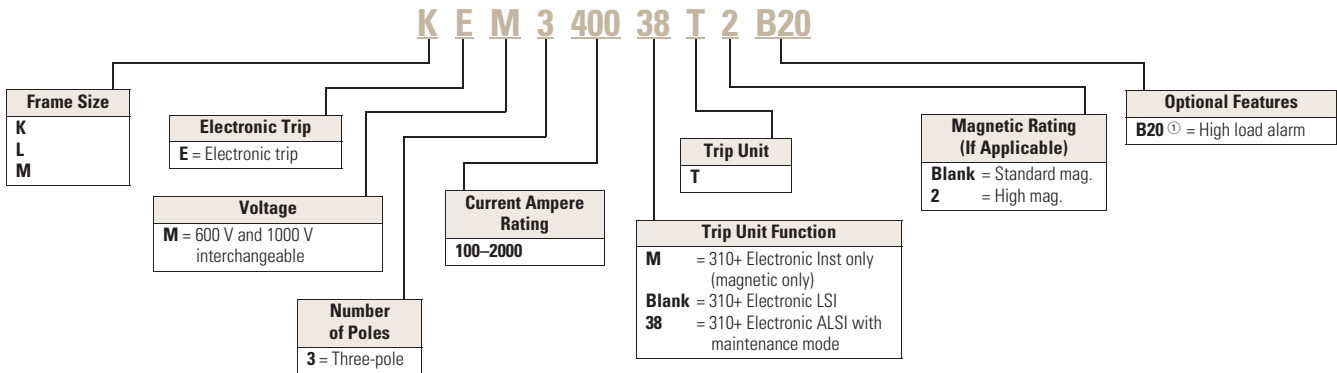 K E M 3 400 38 T 2 B20
Frame Size
K
L
M
Electronic Trip
E = Electronic trip
Voltage
M = 600 V and 1000 V
interchangeable
Number
of Poles
3 = Three-pole
Current Ampere
Rating
100–2000
Trip Unit Function
M = 310+ Electronic Inst only
(magnetic only)
Blank = 310+ Electronic LSI
38 = 310+ Electronic ALSI with
maintenance mode
Trip Unit
T
Magnetic Rating
(If Applicable)
Blank = Standard mag.
2 = High mag.
Optional Features
B20 ① = High load alarm